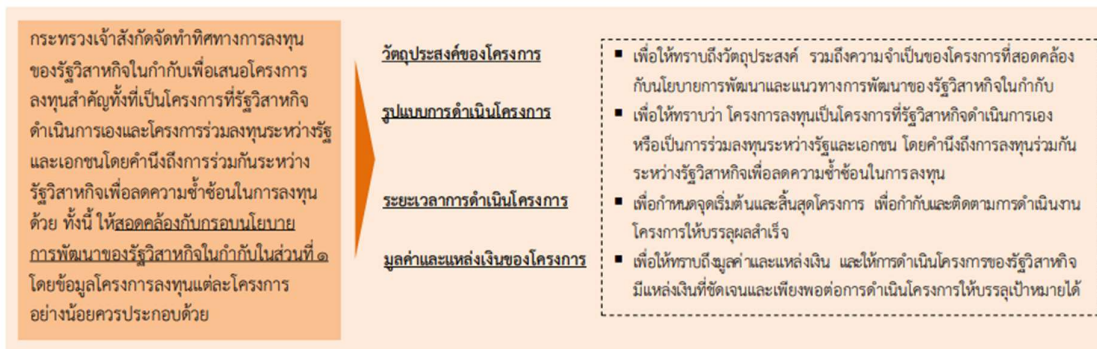 กระทรวงเจ้าสังกัดจัดทำทิศทางการลงทุน
ของรัฐวิสาหกิจในกำกับเพื่อเสนอโครงการ
ลงทุนสำคัญทั้งที่เป็นโครงการที่รัฐวิสาหกิจ
ดำเนินการเองและโครงการร่วมลงทุนระหว่างรัฐ
และเอกชนโดยคำนึงถึงการร่วมกันระหว่าง
รัฐวิสาหกิจเพื่อลดความซ้ำซ้อนในการลงทุน
ด้วย ทั้งนี้ ให้สอดคล้องกับกรอบนโยบาย
การพัฒนาของรัฐวิสาหกิจในกำกับในส่วนที่ ๑
โดยข้อมูลโครงการลงทุนแต่ละโครงการ
อย่างน้อยควรประกอบด้วย
วัตถุประสงค์ของโครงการ
■ เพื่อให้ทราบถึงวัตถุประสงค์ รวมถึงความจำเป็นของโครงการที่สอดคล้อง
กับนโยบายการพัฒนาและแนวทางการพัฒนาของรัฐวิสาหกิจในกำกับ
รูปแบบการดำเนินโครงการ
■ เพื่อให้ทราบว่า โครงการลงทุนเป็นโครงการที่รัฐวิสาหกิจดำเนินการเอง
หรือเป็นการร่วมลงทุนระหว่างรัฐและเอกชน โดยคำนึงถึงการลงทุนร่วมกัน
ระหว่างรัฐวิสาหกิจเพื่อลดความซ้ำซ้อนในการลงทุน
ระยะเวลาการดำเนินโครงการ
■ เพื่อกำหนดจุดเริ่มต้นและสิ้นสุดโครงการ เพื่อกำกับและติดตามการดำเนินงาน
โครงการให้บรรลุผลสำเร็จ
มูลค่าและแหล่งเงินของโครงการ
■ เพื่อให้ทราบถึงมูลค่าและแหล่งเงิน และให้การดำเนินโครงการของรัฐวิสาหกิจ
มีแหล่งเงินที่ชัดเจนและเพียงพอต่อการดำเนินโครงการให้บรรลุเป้าหมายได้